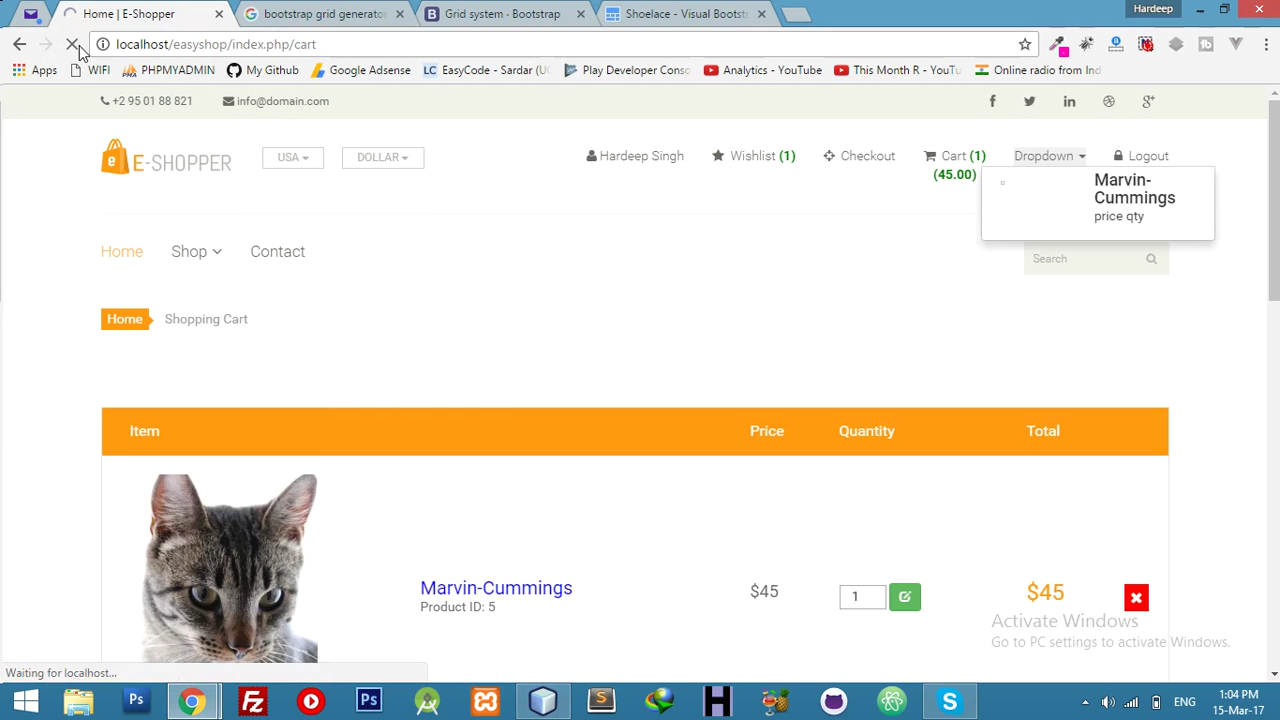 Home | E-Shopper
bootstrap grid generator
Grid system · Bootstrap
Shoelace - Visual Bootst
Hardeep
localhost/easyshop/index.php/cart
Apps
WIFI
PHPMYADMIN
My Github
Google Adsense
LC EasyCode - Sardar (U
Play Developer Conso
Analytics - YouTube
This Month R - YouTu
Online radio from Ind
+2 95 01 88 821
info@domain.com
E-SHOPPER
USA
DOLLAR
Hardeep Singh
Wishlist (1)
Checkout
Cart (1)
(45.00)
Dropdown
Logout
Marvin-
Cummings
price qty
Home
Shop
Contact
Search
Home
Shopping Cart
Item
Price
Quantity
Total
Marvin-Cummings
Product ID: 5
$45
1
$45
Activate Windows
Go to PC settings to activate Windows.
Waiting for localhost...
ENG
1:04 PM
15-Mar-17